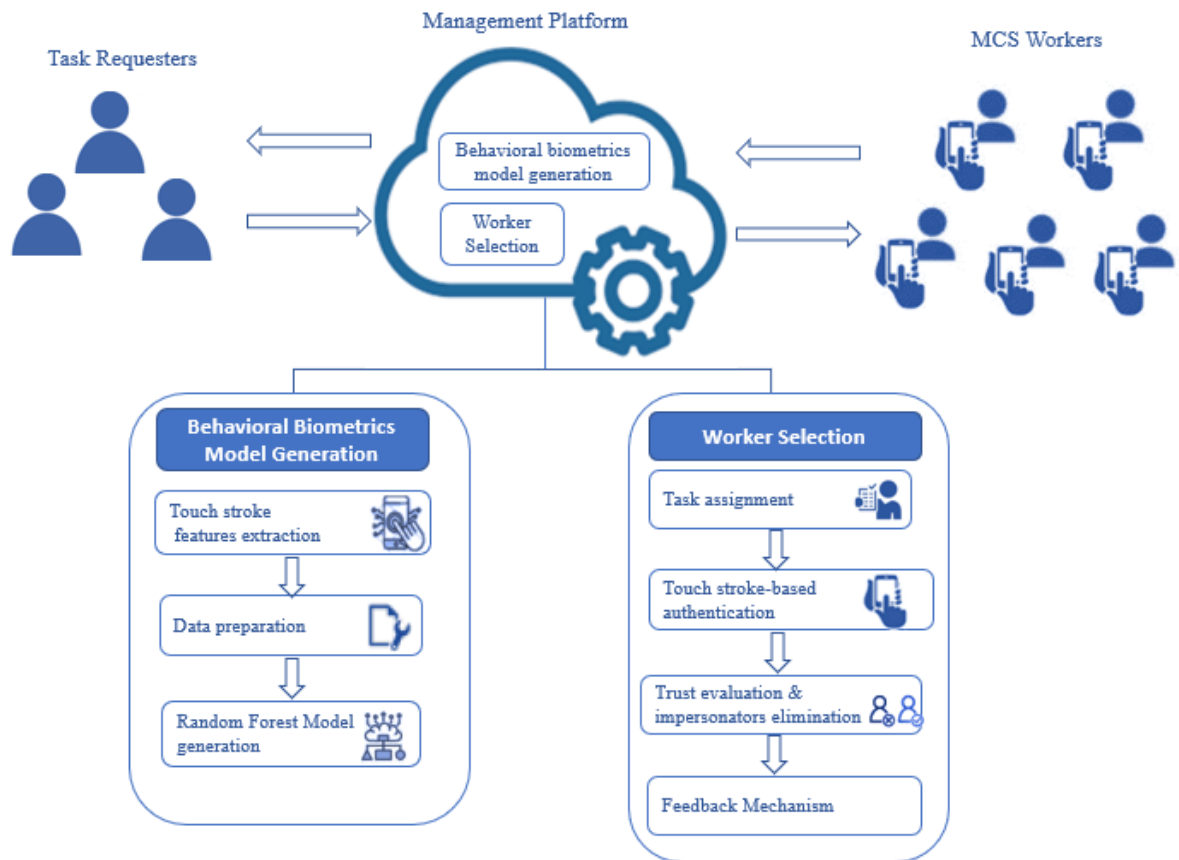 Management Platform
Task Requesters
MCS Workers
Behavioral biometrics
model generation
Worker
Selection
Behavioral Biometrics
Model Generation
Touch stroke
features extraction
Data preparation
Random Forest Model
generation
Worker Selection
Task assignment
Touch stroke-based
authentication
Trust evaluation &
impersonators elimination
Feedback Mechanism